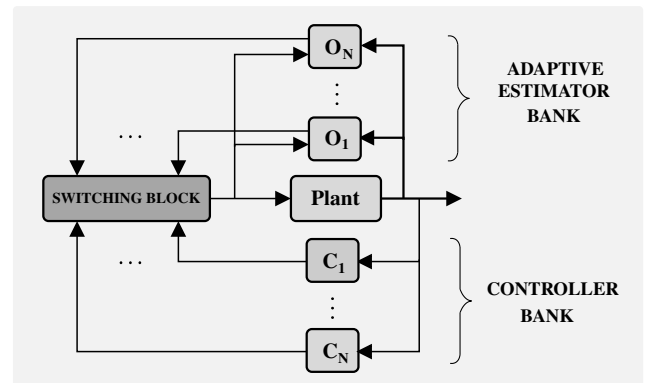 O_N
ADAPTIVE
ESTIMATOR
BANK
...
O_1
SWITCHING BLOCK
Plant
...
C_1
CONTROLLER
BANK
C_N